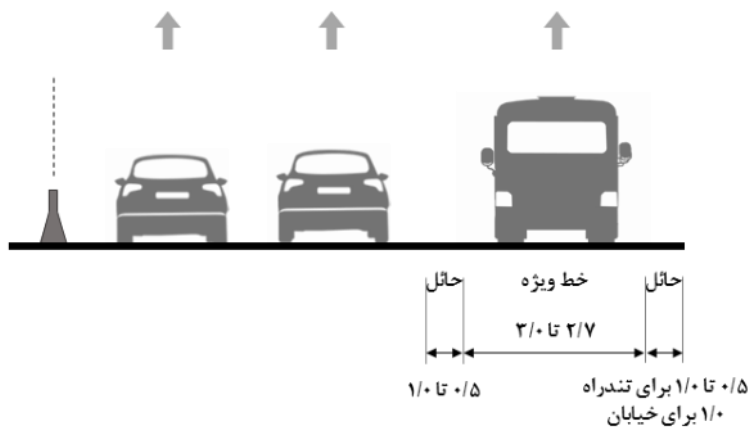 حائل
خط ویژه
حائل
۲/۷ تا ۳/۰
۰/۵ تا ۱/۰ برای تندراه
۱/۰ برای خیابان
۰/۵ تا ۱/۰